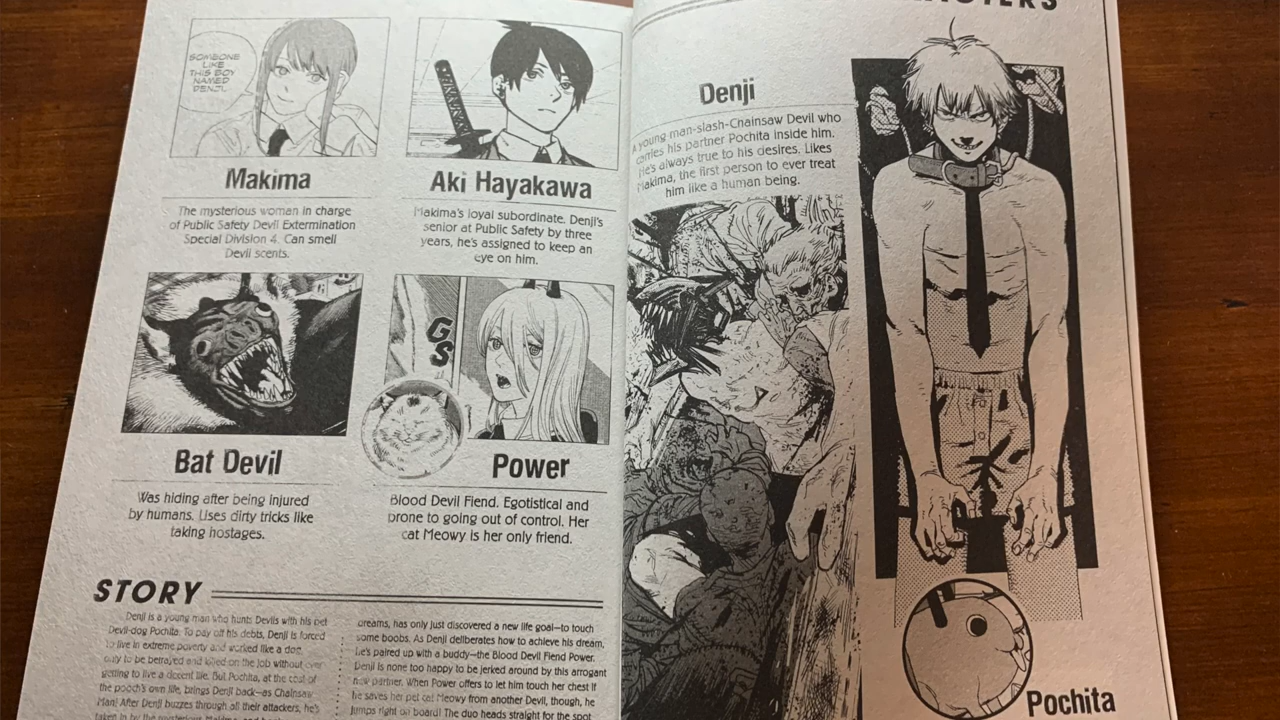 SOMEONE
LIKE
THIS BOY
NAMED
DENJI.
Makima
The mysterious woman in charge
of Public Safety Devil Extermination
Special Division 4. Can smell
Devil scents.
Aki Hayakawa
Makima's loyal subordinate. Denji's
senior at Public Safety by three
years, he's assigned to keep an
eye on him.
Bat Devil
Was hiding after being injured
by humans. Uses dirty tricks like
taking hostages.
GS
Power
Blood Devil Fiend. Egotistical and
prone to going out of control. Her
cat Meowy is her only friend.
STORY
Denji is a young man who hunts Devils with his pet
Devil-dog Pochita. To pay off his debts, Denji is forced
to live in extreme poverty and worked like a dog,
only to be betrayed and killed on the job without ever
getting to live a decent life. But Pochita, at the cost of
the pooch's own life, brings Denji back—as Chainsaw
Man! After Denji buzzes through all their attackers, he's
taken in by the mysterious Makima, and
dreams, has only just discovered a new life goal—to touch
some boobs. As Denji deliberates how to achieve his dream,
he's paired up with a buddy—the Blood Devil Fiend Power.
Denji is none too happy to be jerked around by this arrogant
new partner. When Power offers to let him touch her chest if
he saves her pet cat Meowy from another Devil, though, he
jumps right on board! The duo heads straight for the spot
Denji
A young man-slash-Chainsaw Devil who
carries his partner Pochita inside him.
He's always true to his desires. Likes
Makima, the first person to ever treat
him like a human being.
Pochita